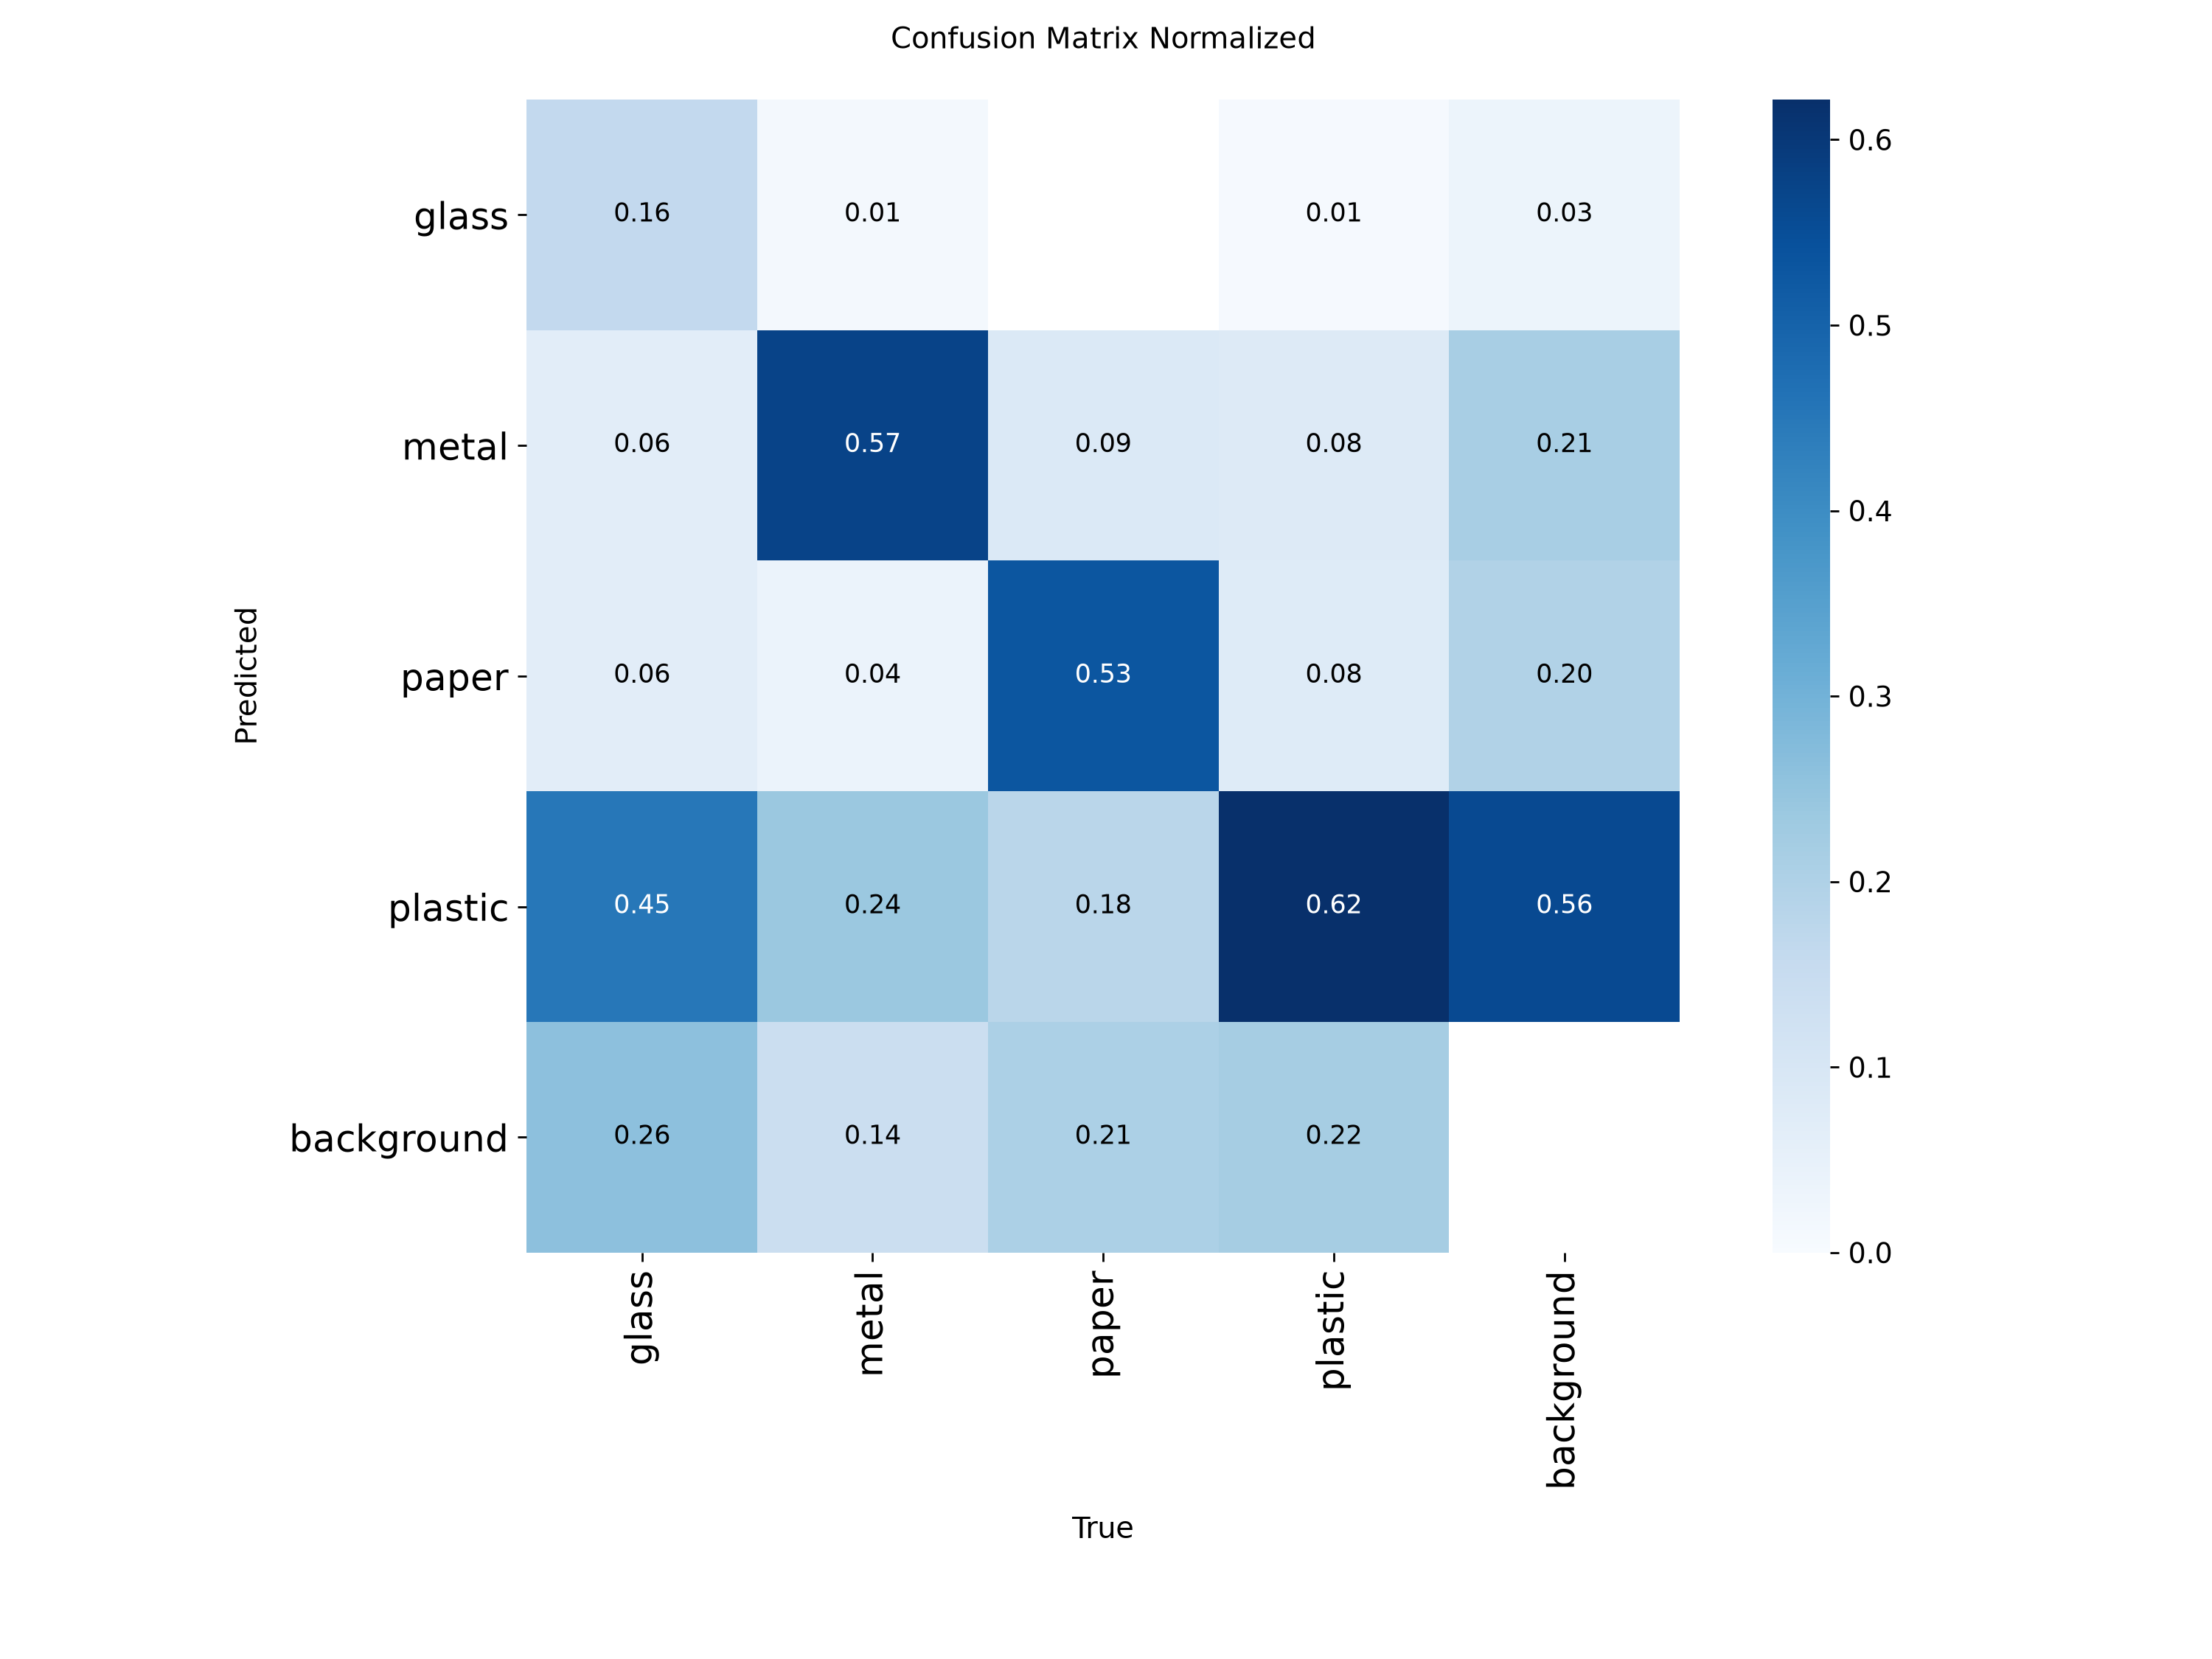 Confusion Matrix Normalized
glass
0.16
0.01
0.01
0.03
0.6
0.5
metal
0.06
0.57
0.09
0.08
0.21
0.4
Predicted
paper
0.06
0.04
0.53
0.08
0.20
0.3
0.2
plastic
0.45
0.24
0.18
0.62
0.56
0.1
background
0.26
0.14
0.21
0.22
0.0
glass
metal
paper
plastic
background
True